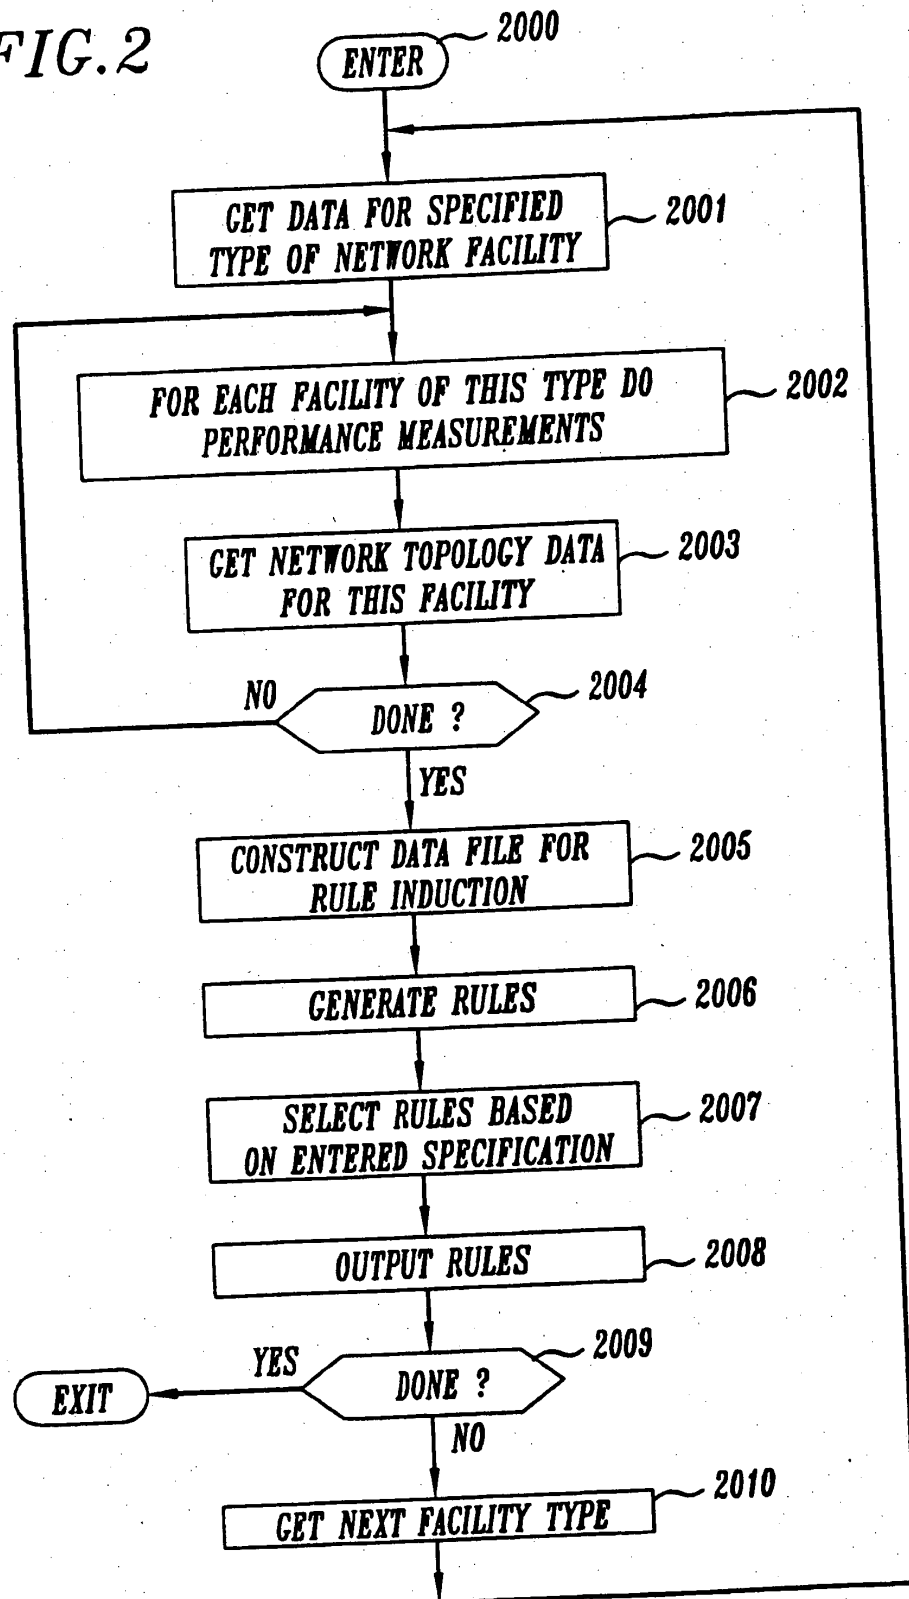 FIG.2
2000
ENTER
GET DATA FOR SPECIFIED
TYPE OF NETWORK FACILITY
2001
FOR EACH FACILITY OF THIS TYPE DO
PERFORMANCE MEASUREMENTS
2002
GET NETWORK TOPOLOGY DATA
FOR THIS FACILITY
2003
NO
DONE ?
2004
YES
CONSTRUCT DATA FILE FOR
RULE INDUCTION
2005
GENERATE RULES
2006
SELECT RULES BASED
ON ENTERED SPECIFICATION
2007
OUTPUT RULES
2008
EXIT
YES
DONE ?
2009
NO
GET NEXT FACILITY TYPE
2010